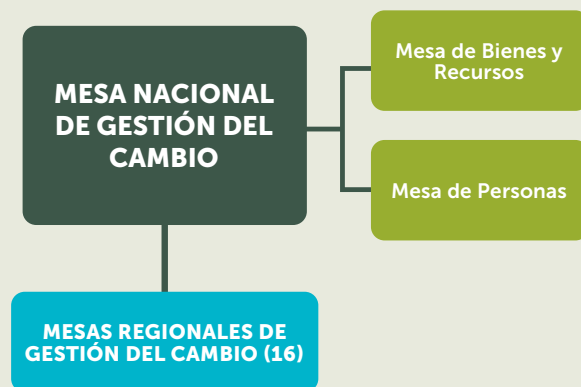 MESA NACIONAL
DE GESTIÓN DEL
CAMBIO
Mesa de Bienes y
Recursos
Mesa de Personas
MESAS REGIONALES DE
GESTIÓN DEL CAMBIO (16)